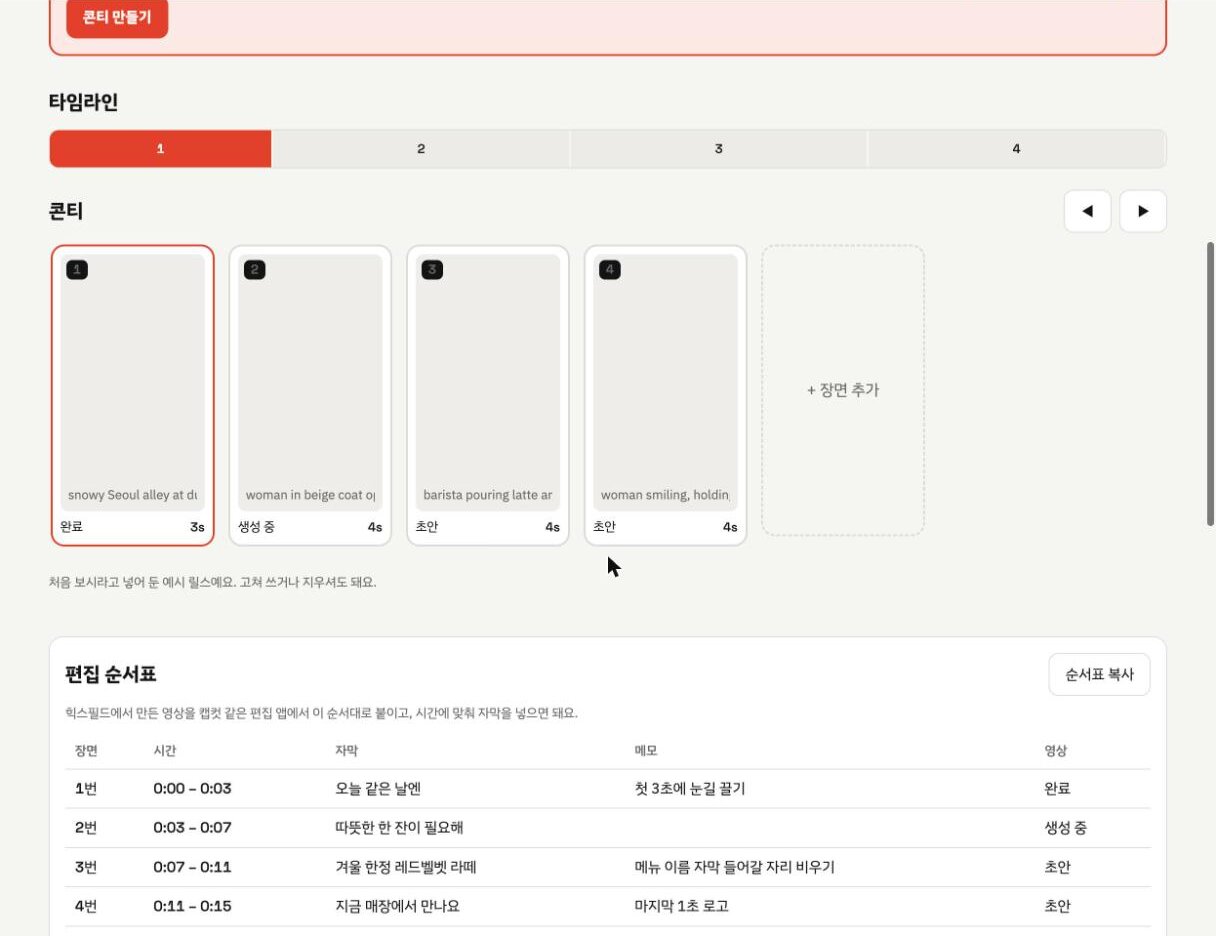 콘티 만들기
타임라인
1 2 3 4
콘티
◀ ▶
1 2 3 4
+ 장면 추가
snowy Seoul alley at du woman in beige coat op barista pouring latte ar woman smiling, holding
완료 3s 생성 중 4s 초안 4s 초안 4s
처음 보시라고 넣어 둔 예시 릴스예요. 고쳐 쓰거나 지우셔도 돼요.
편집 순서표 순서표 복사
힉스필드에서 만든 영상을 캡컷 같은 편집 앱에서 이 순서대로 붙이고, 시간에 맞춰 자막을 넣으면 돼요.
장면 시간 자막 메모 영상
1번 0:00 – 0:03 오늘 같은 날엔 첫 3초에 눈길 끌기 완료
2번 0:03 – 0:07 따뜻한 한 잔이 필요해 생성 중
3번 0:07 – 0:11 겨울 한정 레드벨벳 라떼 메뉴 이름 자막 들어갈 자리 비우기 초안
4번 0:11 – 0:15 지금 매장에서 만나요 마지막 1초 로고 초안